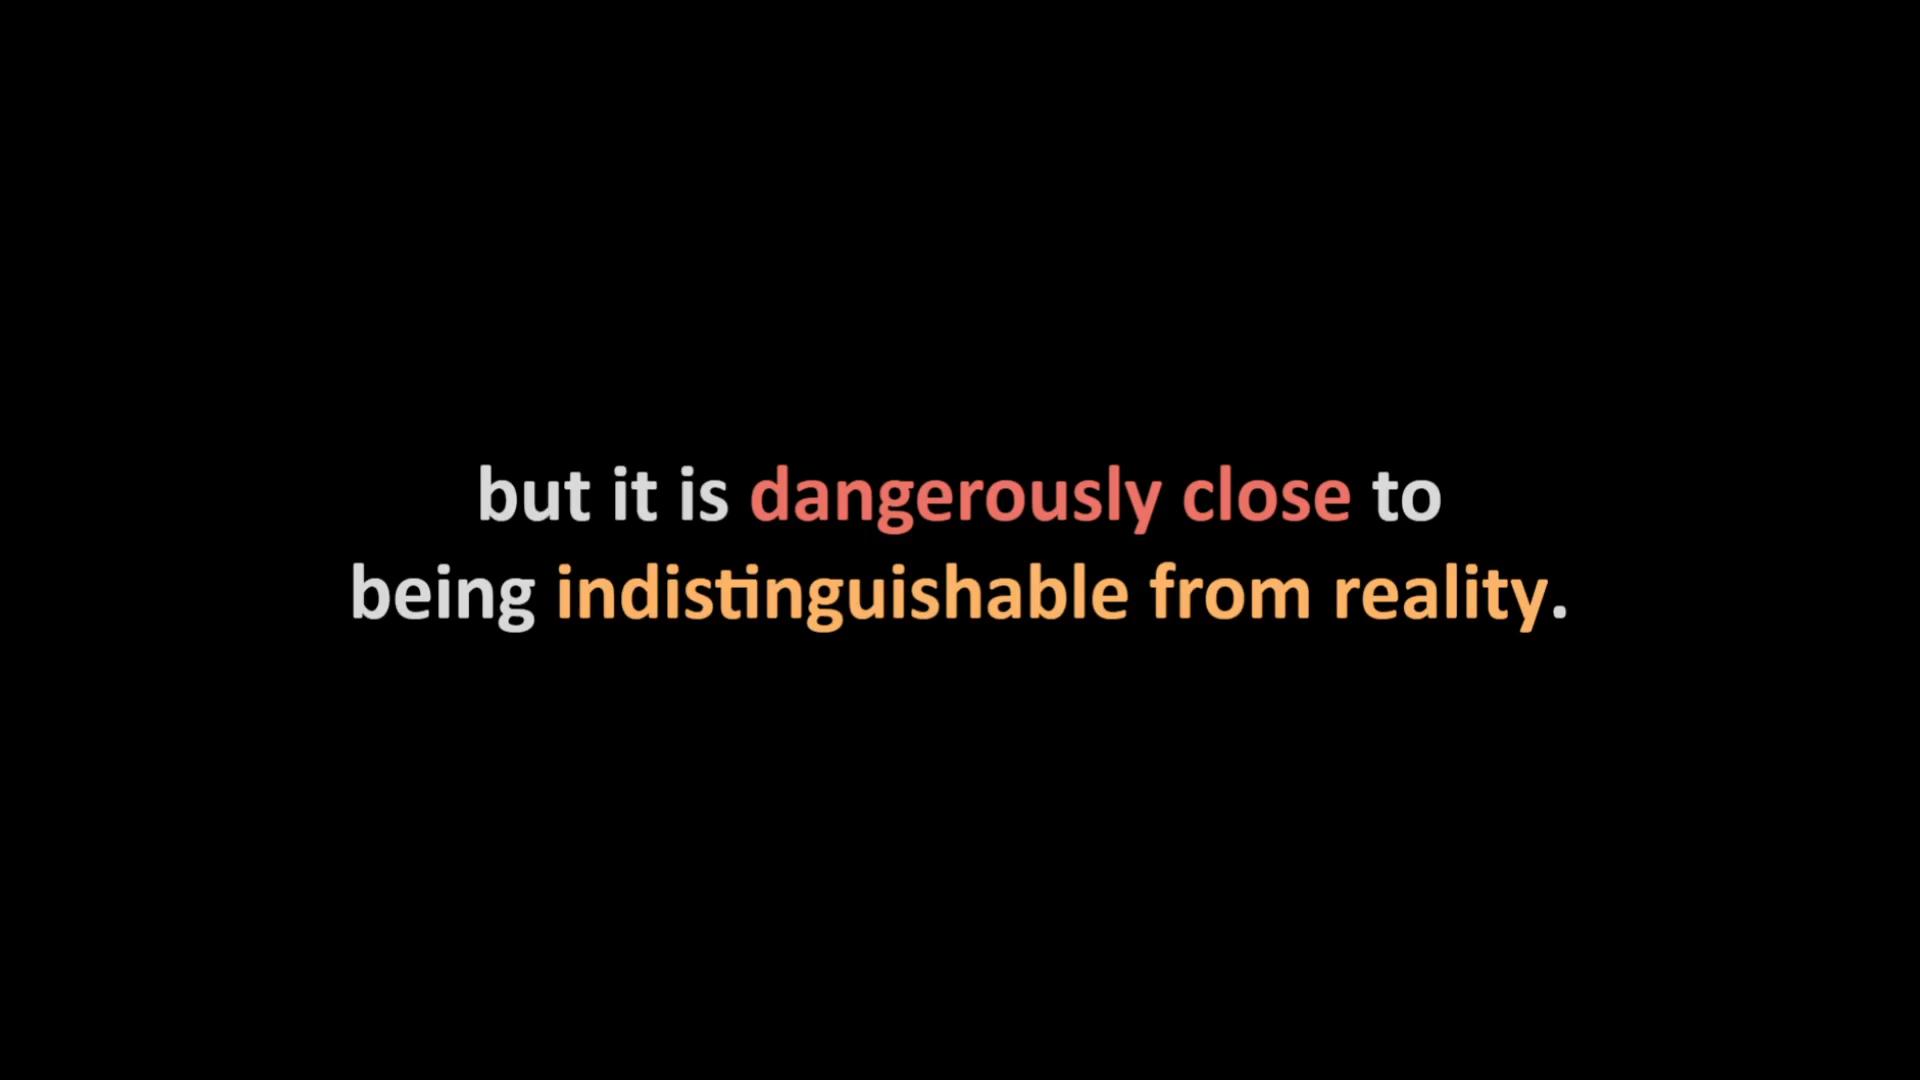 but it is dangerously close to
being indistinguishable from reality.